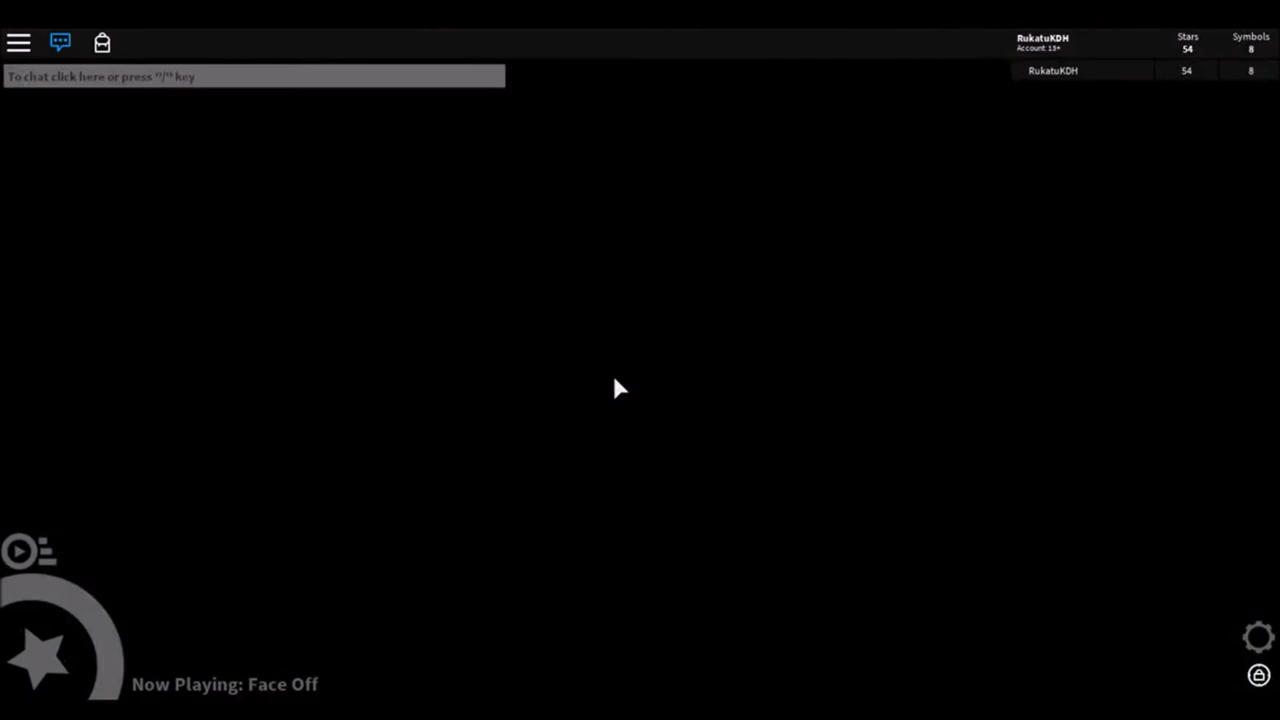 RukatuKDH Stars Symbols
Account: 13+ 54 8
To chat click here or press "/" key
RukatuKDH 54 8
Now Playing: Face Off